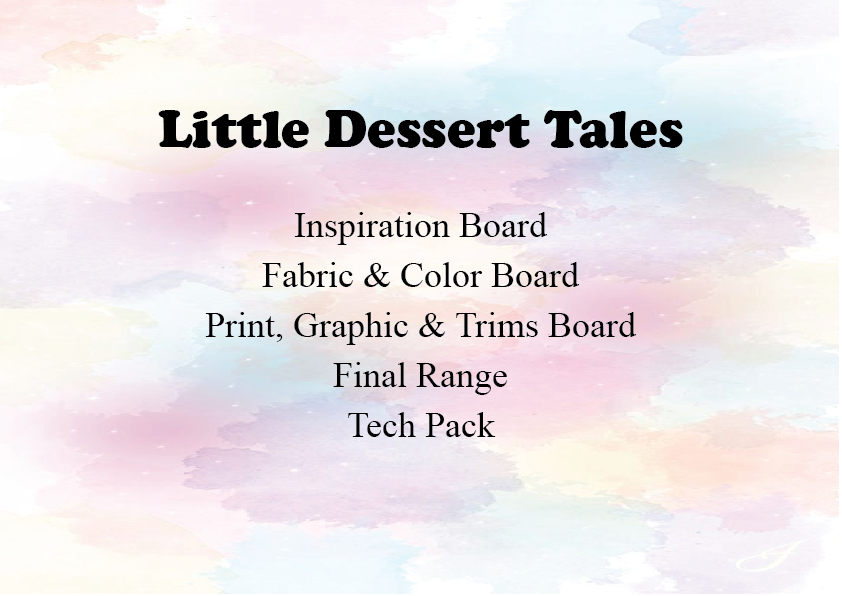 Little Dessert Tales
Inspiration Board
Fabric & Color Board
Print, Graphic & Trims Board
Final Range
Tech Pack